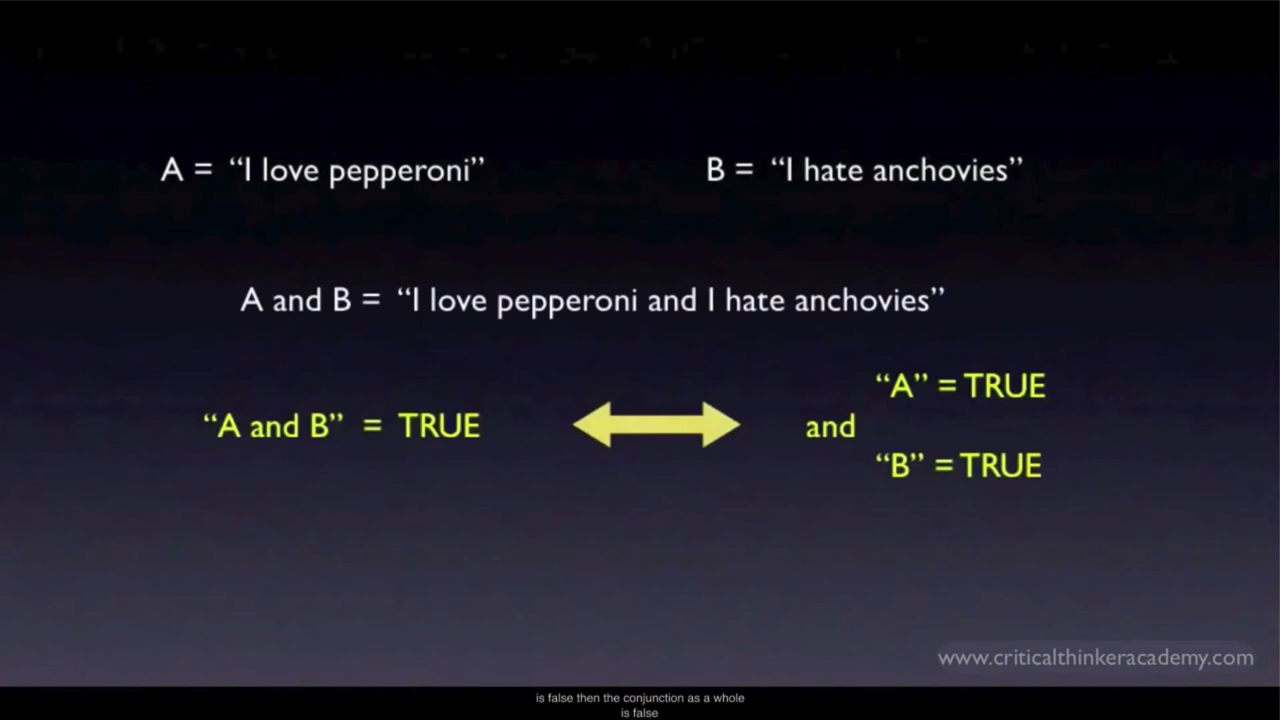 A = “I love pepperoni”
B = “I hate anchovies”
A and B = “I love pepperoni and I hate anchovies”
“A and B” = TRUE
“A” = TRUE
and
“B” = TRUE
www.criticalthinkeracademy.com
is false then the conjunction as a whole
is false